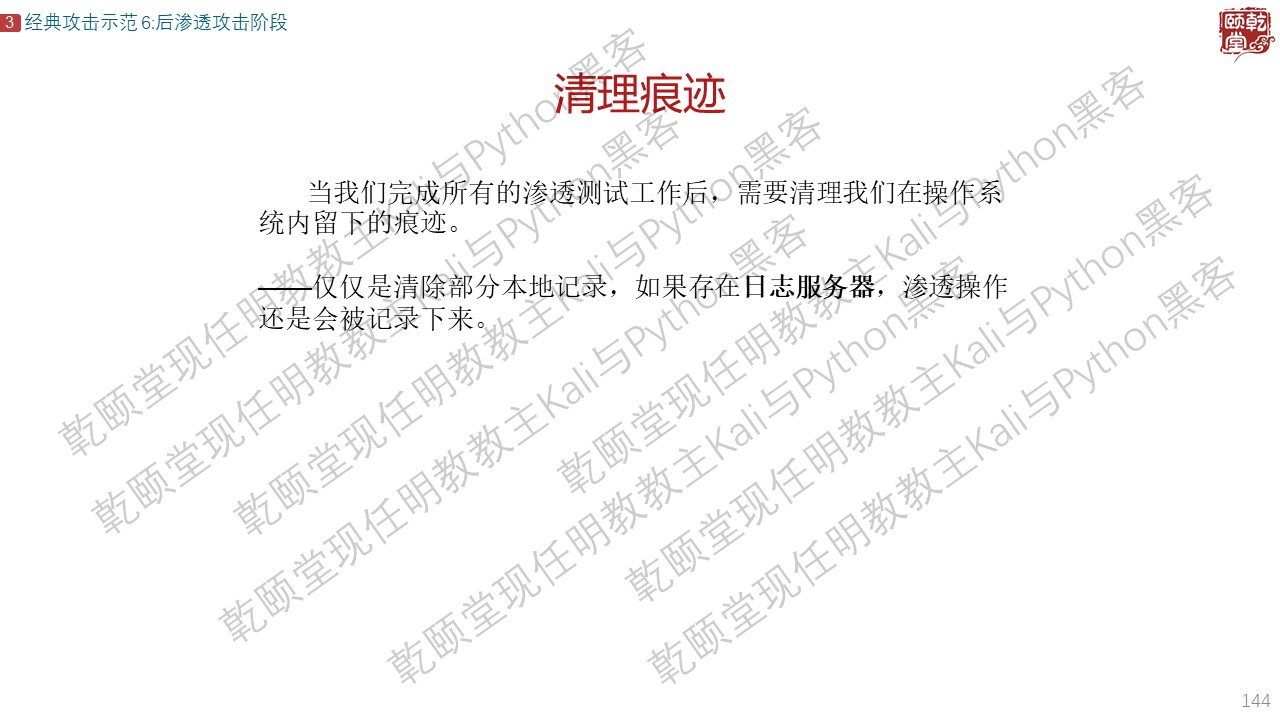 3 经典攻击示范6:后渗透攻击阶段
颐乾堂
清理痕迹
当我们完成所有的渗透测试工作后，需要清理我们在操作系
统内留下的痕迹。
——仅仅是清除部分本地记录，如果存在日志服务器，渗透操作
还是会被记录下来。
乾颐堂现任明教教主Kali与Python黑客
乾颐堂现任明教教主Kali与Python黑客
乾颐堂现任明教教主Kali与Python黑客
乾颐堂现任明教教主Kali与Python黑客
乾颐堂现任明教教主Kali与Python黑客
乾颐堂现任明教教主Kali与Python黑客
乾颐堂现任明教教主Kali与Python黑客
乾颐堂现任明教教主Kali与Python黑客
144